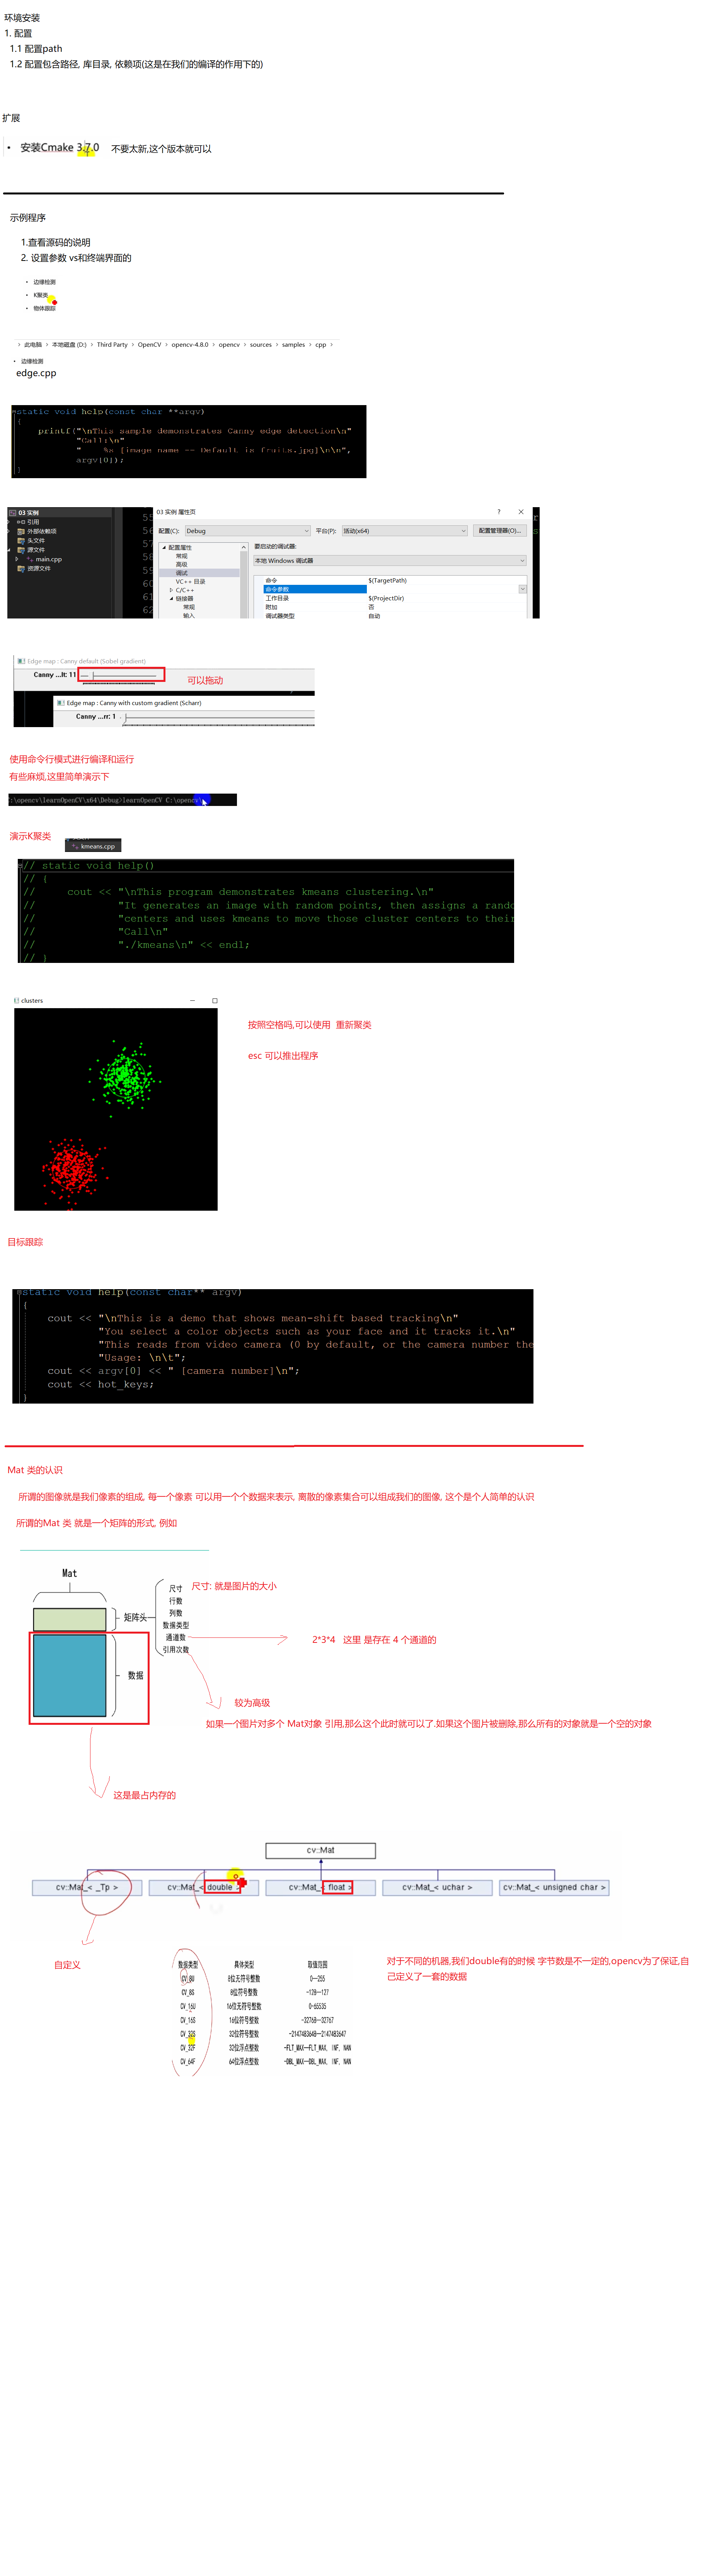 环境安装
1. 配置
1.1 配置path
1.2 配置包含路径, 库目录, 依赖项(这是在我们的编译的作用下的)
扩展
• 安装Cmake 3.7.0 不要太新,这个版本就可以
示例程序
1.查看源码的说明
2. 设置参数 vs和终端界面的
• 边缘检测
• K聚类
• 物体跟踪
› 此电脑 › 本地磁盘 (D:) › Third Party › OpenCV › opencv-4.8.0 › opencv › sources › samples › cpp ›
• 边缘检测
edge.cpp
static void help(const char **argv)
{
printf("\nThis sample demonstrates Canny edge detection\n"
"Call:\n"
" %s [image_name -- Default is fruits.jpg]\n\n",
argv[0]);
}
03 实例
引用
外部依赖项
头文件
源文件
main.cpp
资源文件
55
56
57
58
59
60
61
62
03 实例 属性页 ? ×
配置(C): Debug 平台(P): 活动(x64) 配置管理器(O)...
配置属性
常规
高级
调试
VC++ 目录
C/C++
链接器
常规
输入
要启动的调试器:
本地 Windows 调试器
命令 $(TargetPath)
命令参数
工作目录 $(ProjectDir)
附加 否
调试器类型 自动
Edge map : Canny default (Sobel gradient)
Canny ...lt: 11
可以拖动
Edge map : Canny with custom gradient (Scharr)
Canny ...rr: 1
使用命令行模式进行编译和运行
有些麻烦,这里简单演示下
C:\opencv\learnOpenCV\x64\Debug>learnOpenCV C:\opencv\
演示K聚类
kmeans.cpp
// static void help()
// {
// cout << "\nThis program demonstrates kmeans clustering.\n"
// "It generates an image with random points, then assigns a rando
// "centers and uses kmeans to move those cluster centers to their
// "Call\n"
// "./kmeans\n" << endl;
// }
clusters
按照空格吗,可以使用 重新聚类
esc 可以推出程序
目标跟踪
static void help(const char** argv)
{
cout << "\nThis is a demo that shows mean-shift based tracking\n"
"You select a color objects such as your face and it tracks it.\n"
"This reads from video camera (0 by default, or the camera number the
"Usage: \n\t";
cout << argv[0] << " [camera number]\n";
cout << hot_keys;
}
Mat 类的认识
所谓的图像就是我们像素的组成, 每一个像素 可以用一个个数据来表示, 离散的像素集合可以组成我们的图像, 这个是个人简单的认识
所谓的Mat 类 就是一个矩阵的形式, 例如
Mat
矩阵头
数据
尺寸
行数
列数
数据类型
通道数
引用次数
尺寸: 就是图片的大小
2*3*4 这里 是存在 4 个通道的
较为高级
如果一个图片对多个 Mat对象 引用,那么这个此时就可以了.如果这个图片被删除,那么所有的对象就是一个空的对象
这是最占内存的
cv::Mat
cv::Mat_< _Tp >
cv::Mat_< double >
cv::Mat_< float >
cv::Mat_< uchar >
cv::Mat_< unsigned char >
自定义
数据类型 具体类型 取值范围
CV_8U 8位无符号整数 0—255
CV_8S 8位符号整数 -128—127
CV_16U 16位无符号整数 0-65535
CV_16S 16位符号整数 -32768-32767
CV_32S 32位符号整数 -2147483648—2147483647
CV_32F 32位浮点整数 -FLT_MAX—FLT_MAX, INF, NAN
CV_64F 64位浮点整数 -DBL_MAX—DBL_MAX, INF, NAN
对于不同的机器,我们double有的时候 字节数是不一定的,opencv为了保证,自
己定义了一套的数据